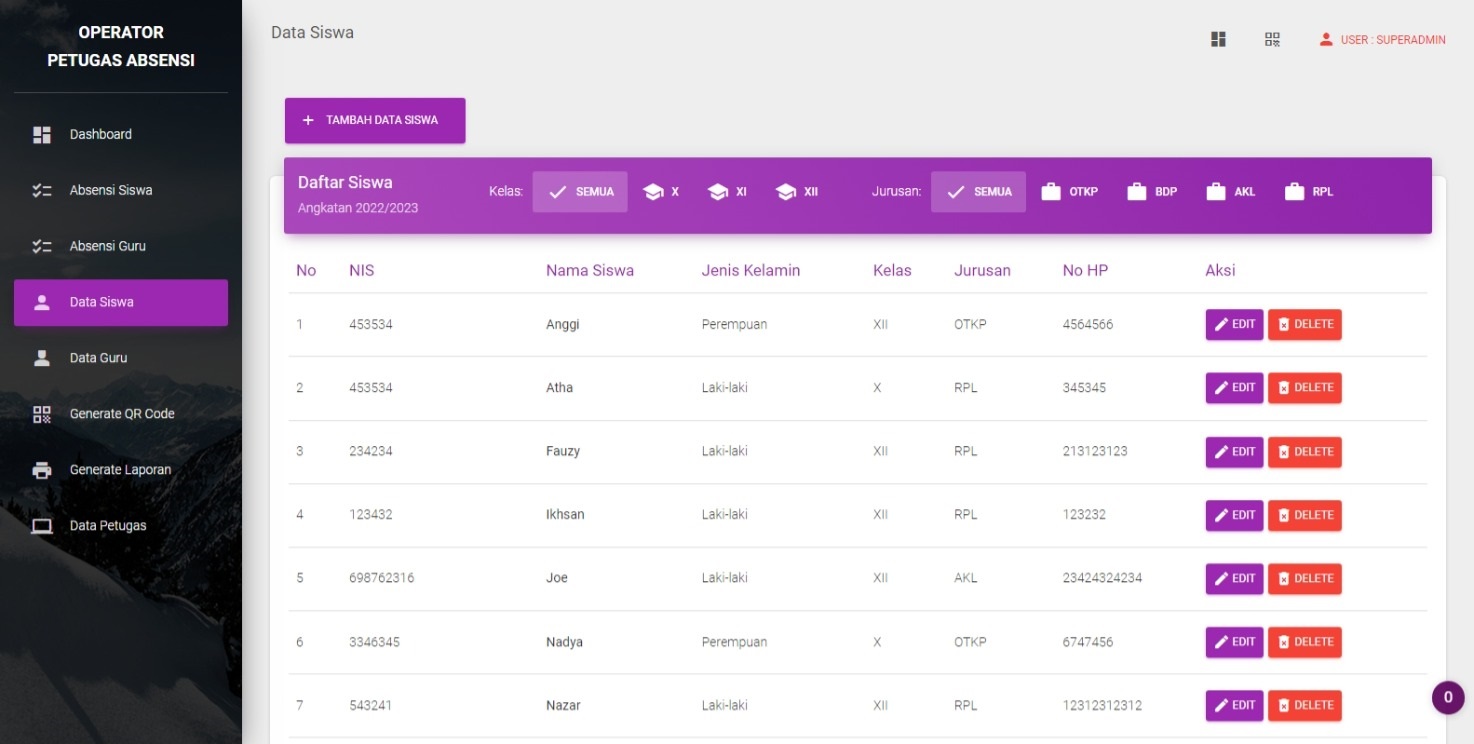 OPERATOR
PETUGAS ABSENSI
Dashboard
Absensi Siswa
Absensi Guru
Data Siswa
Data Guru
Generate QR Code
Generate Laporan
Data Petugas
Data Siswa
USER : SUPERADMIN
+ TAMBAH DATA SISWA
Daftar Siswa
Angkatan 2022/2023
Kelas: SEMUA X XI XII Jurusan: SEMUA OTKP BDP AKL RPL
No NIS Nama Siswa Jenis Kelamin Kelas Jurusan No HP Aksi
1 453534 Anggi Perempuan XII OTKP 4564566 EDIT DELETE
2 453534 Atha Laki-laki X RPL 345345 EDIT DELETE
3 234234 Fauzy Laki-laki XII RPL 213123123 EDIT DELETE
4 123432 Ikhsan Laki-laki XII RPL 123232 EDIT DELETE
5 698762316 Joe Laki-laki XII AKL 23424324234 EDIT DELETE
6 3346345 Nadya Perempuan X OTKP 6747456 EDIT DELETE
7 543241 Nazar Laki-laki XII RPL 12312312312 EDIT DELETE
0